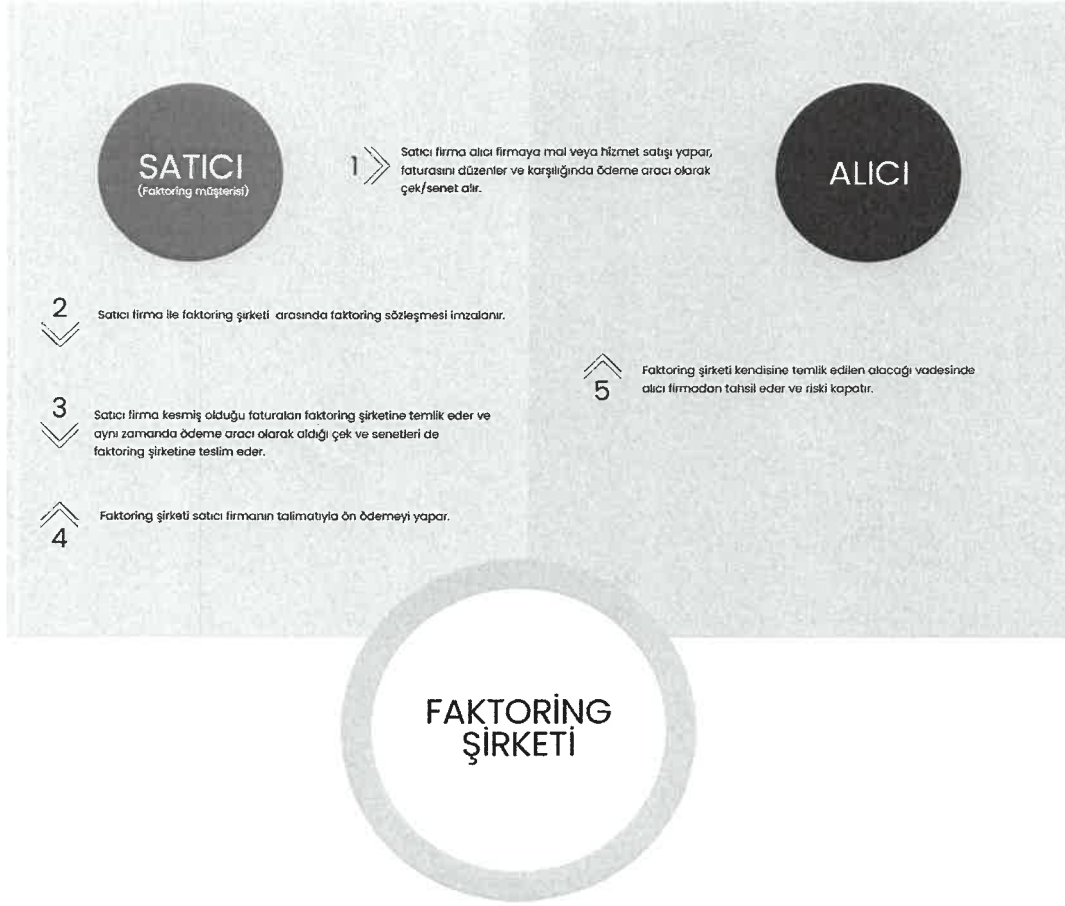 SATICI
(Faktoring müşterisi)
1
Satıcı firma alıcı firmaya mal veya hizmet satışı yapar,
faturasını düzenler ve karşılığında ödeme aracı olarak
çek/senet alır.
ALICI
2
Satıcı firma ile faktoring şirketi arasında faktoring sözleşmesi imzalanır.
3
Satıcı firma kesmiş olduğu faturaları faktoring şirketine temlik eder ve
aynı zamanda ödeme aracı olarak aldığı çek ve senetleri de
faktoring şirketine teslim eder.
4
Faktoring şirketi satıcı firmanın talimatıyla ön ödemeyi yapar.
5
Faktoring şirketi kendisine temlik edilen alacağı vadesinde
alıcı firmadan tahsil eder ve riski kapatır.
FAKTORİNG
ŞİRKETİ